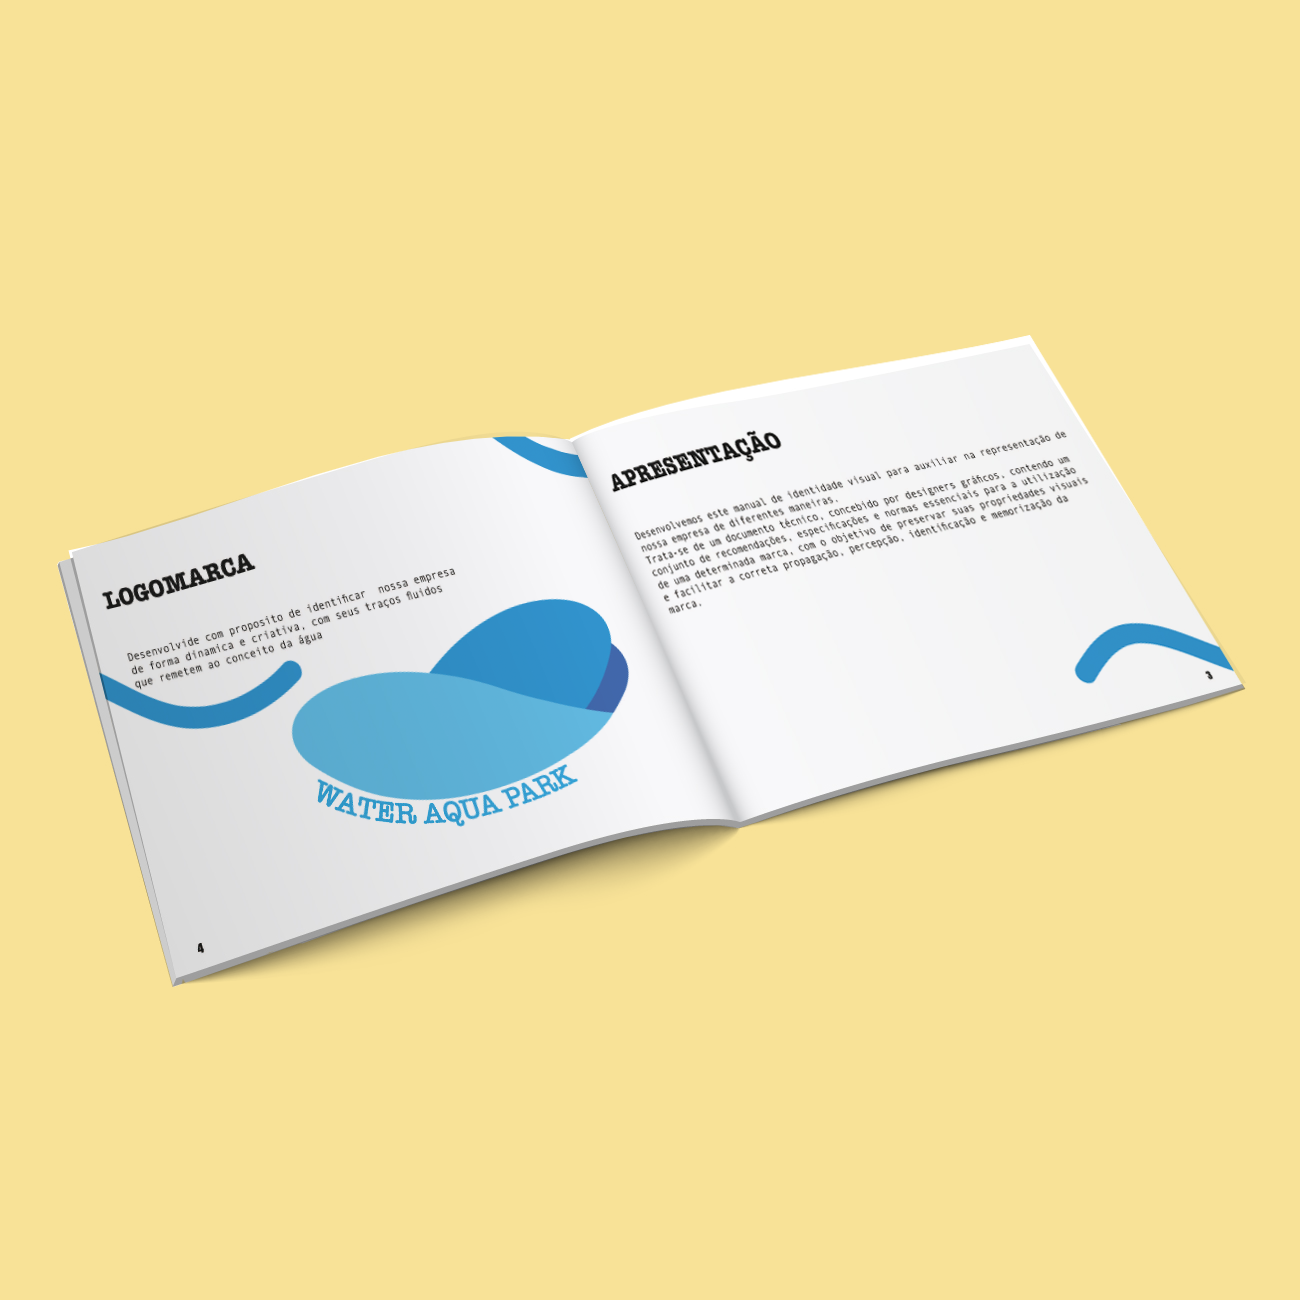 LOGOMARCA
Desenvolvide com proposito de identificar nossa empresa
de forma dinamica e criativa, com seus traços fluidos
que remetem ao conceito da água
WATER AQUA PARK
4
APRESENTAÇÃO
Desenvolvemos este manual de identidade visual para auxiliar na representação de
nossa empresa de diferentes maneiras.
Trata-se de um documento técnico, concebido por designers gráficos, contendo um
conjunto de recomendações, especificações e normas essenciais para a utilização
de uma determinada marca, com o objetivo de preservar suas propriedades visuais
e facilitar a correta propagação, percepção, identificação e memorização da
marca.
3